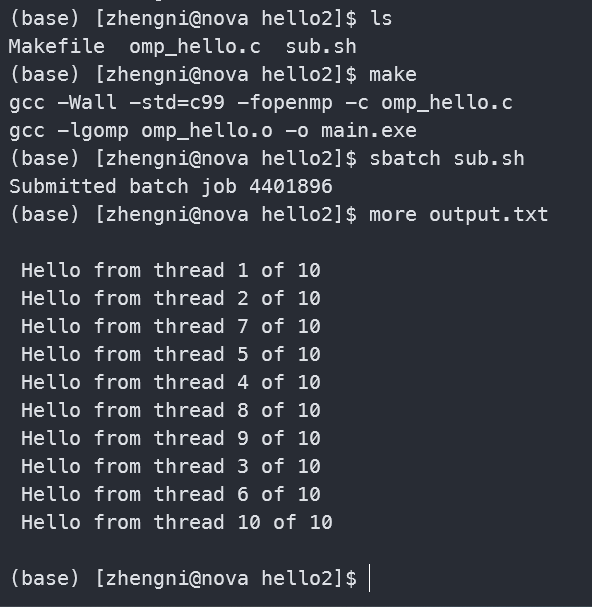 (base) [zhengni@nova hello2]$ ls
Makefile  omp_hello.c  sub.sh
(base) [zhengni@nova hello2]$ make
gcc -Wall -std=c99 -fopenmp -c omp_hello.c
gcc -lgomp omp_hello.o -o main.exe
(base) [zhengni@nova hello2]$ sbatch sub.sh
Submitted batch job 4401896
(base) [zhengni@nova hello2]$ more output.txt
Hello from thread 1 of 10
Hello from thread 2 of 10
Hello from thread 7 of 10
Hello from thread 5 of 10
Hello from thread 4 of 10
Hello from thread 8 of 10
Hello from thread 9 of 10
Hello from thread 3 of 10
Hello from thread 6 of 10
Hello from thread 10 of 10
(base) [zhengni@nova hello2]$